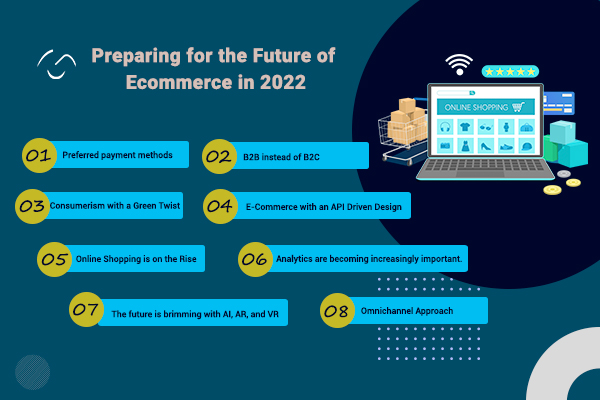 Preparing for the Future of
Ecommerce in 2022
ONLINE SHOPPING
01 Preferred payment methods
02 B2B instead of B2C
03 Consumerism with a Green Twist
04 E-Commerce with an API Driven Design
05 Online Shopping is on the Rise
06 Analytics are becoming increasingly important.
07 The future is brimming with AI, AR, and VR
08 Omnichannel Approach